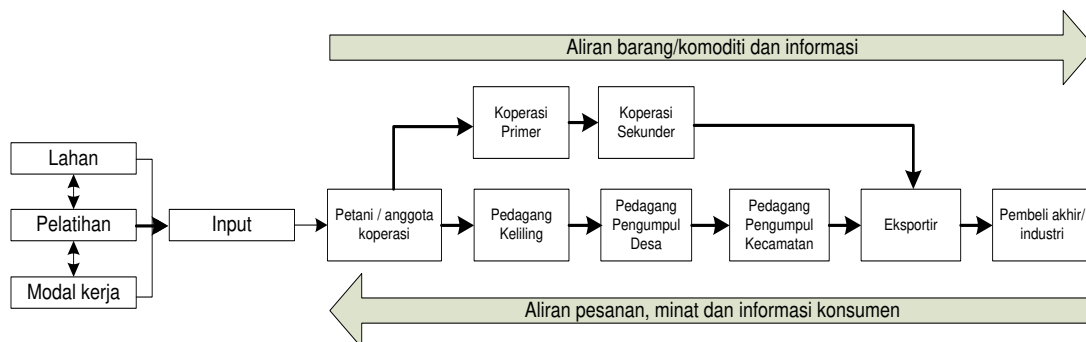 Aliran barang/komoditi dan informasi
Koperasi
Primer
Koperasi
Sekunder
Lahan
Pelatihan
Modal kerja
Input
Petani / anggota
koperasi
Pedagang
Keliling
Pedagang
Pengumpul
Desa
Pedagang
Pengumpul
Kecamatan
Eksportir
Pembeli akhir/
industri
Aliran pesanan, minat dan informasi konsumen